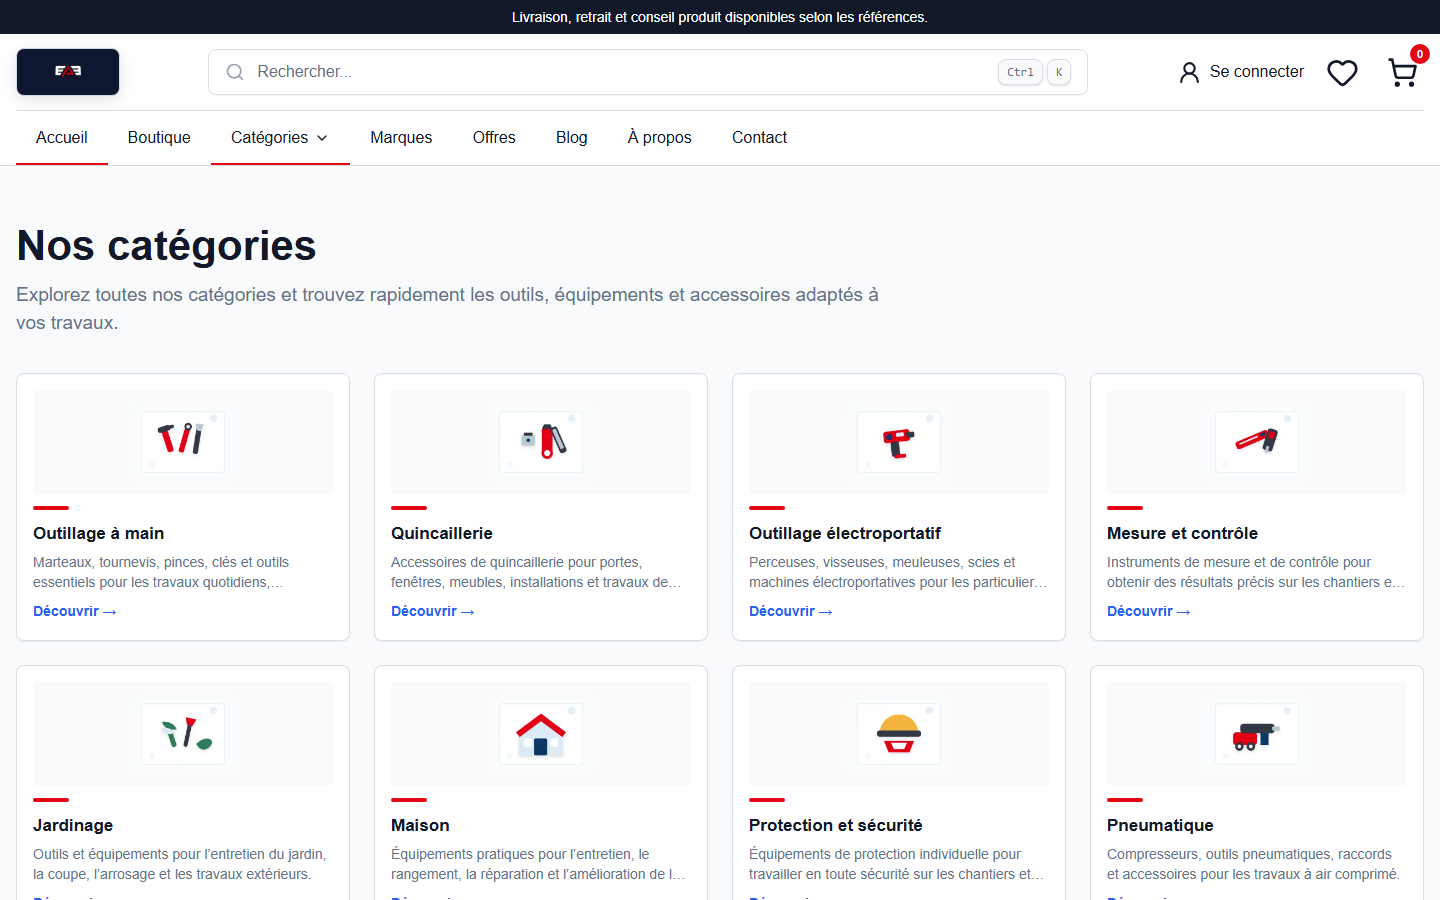 Livraison, retrait et conseil produit disponibles selon les références.
Rechercher...
Ctrl K
Se connecter
0
Accueil Boutique Catégories Marques Offres Blog À propos Contact
Nos catégories
Explorez toutes nos catégories et trouvez rapidement les outils, équipements et accessoires adaptés à
vos travaux.
Outillage à main
Marteaux, tournevis, pinces, clés et outils
essentiels pour les travaux quotidiens,…
Découvrir →
Quincaillerie
Accessoires de quincaillerie pour portes,
fenêtres, meubles, installations et travaux de…
Découvrir →
Outillage électroportatif
Perceuses, visseuses, meuleuses, scies et
machines électroportatives pour les particulier…
Découvrir →
Mesure et contrôle
Instruments de mesure et de contrôle pour
obtenir des résultats précis sur les chantiers e…
Découvrir →
Jardinage
Outils et équipements pour l’entretien du jardin,
la coupe, l’arrosage et les travaux extérieurs.
Maison
Équipements pratiques pour l’entretien, le
rangement, la réparation et l’amélioration de l…
Protection et sécurité
Équipements de protection individuelle pour
travailler en toute sécurité sur les chantiers et…
Pneumatique
Compresseurs, outils pneumatiques, raccords
et accessoires pour les travaux à air comprimé.